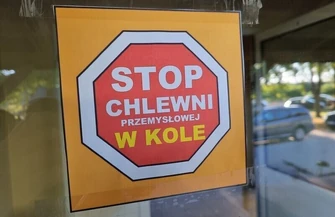 STOP
CHLEWNI
PRZEMYSŁOWEJ
W KOLE